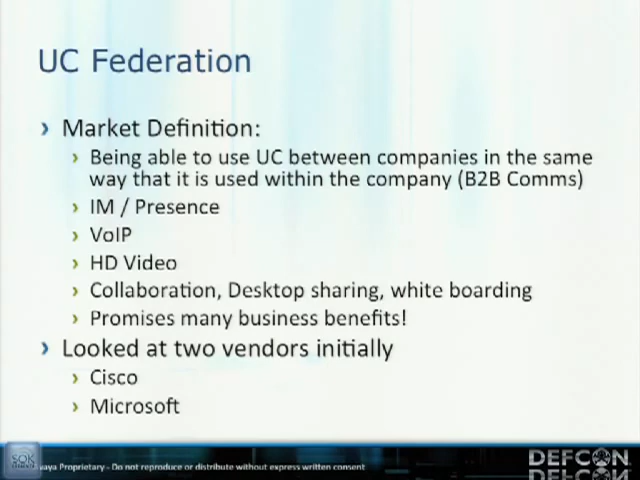 UC Federation
› Market Definition:
› Being able to use UC between companies in the same
way that it is used within the company (B2B Comms)
› IM / Presence
› VoIP
› HD Video
› Collaboration, Desktop sharing, white boarding
› Promises many business benefits!
› Looked at two vendors initially
› Cisco
› Microsoft
Proprietary - Do not reproduce or distribute without express written consent
DEFCON